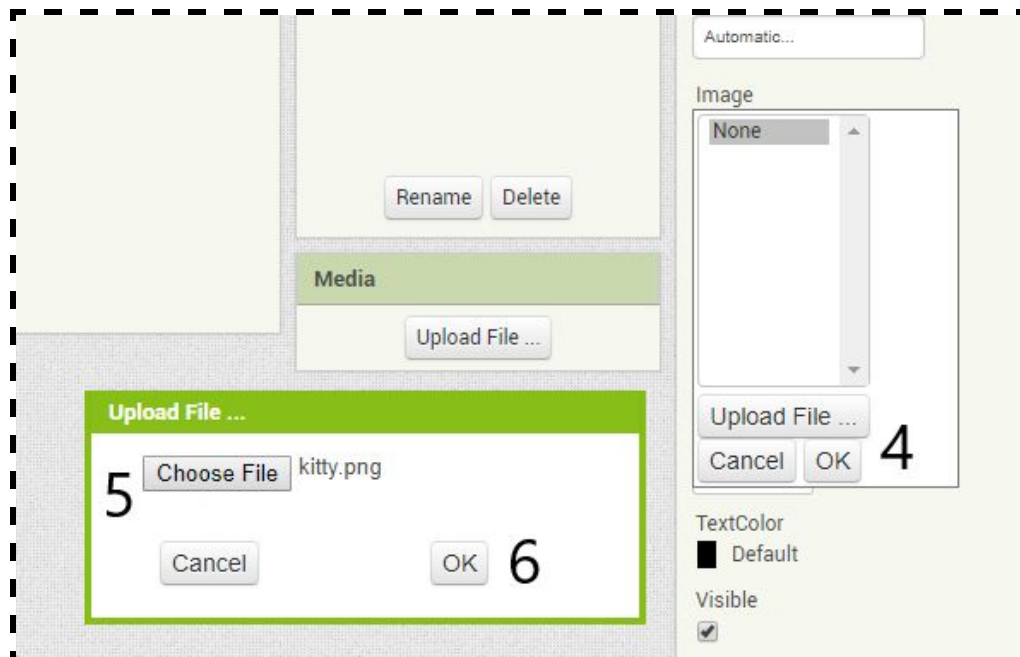 Automatic...
Image
None
Rename Delete
Media
Upload File ...
Upload File ...
Upload File ...
4
Cancel OK
5
Choose File kitty.png
TextColor
Default
Cancel OK 6
Visible